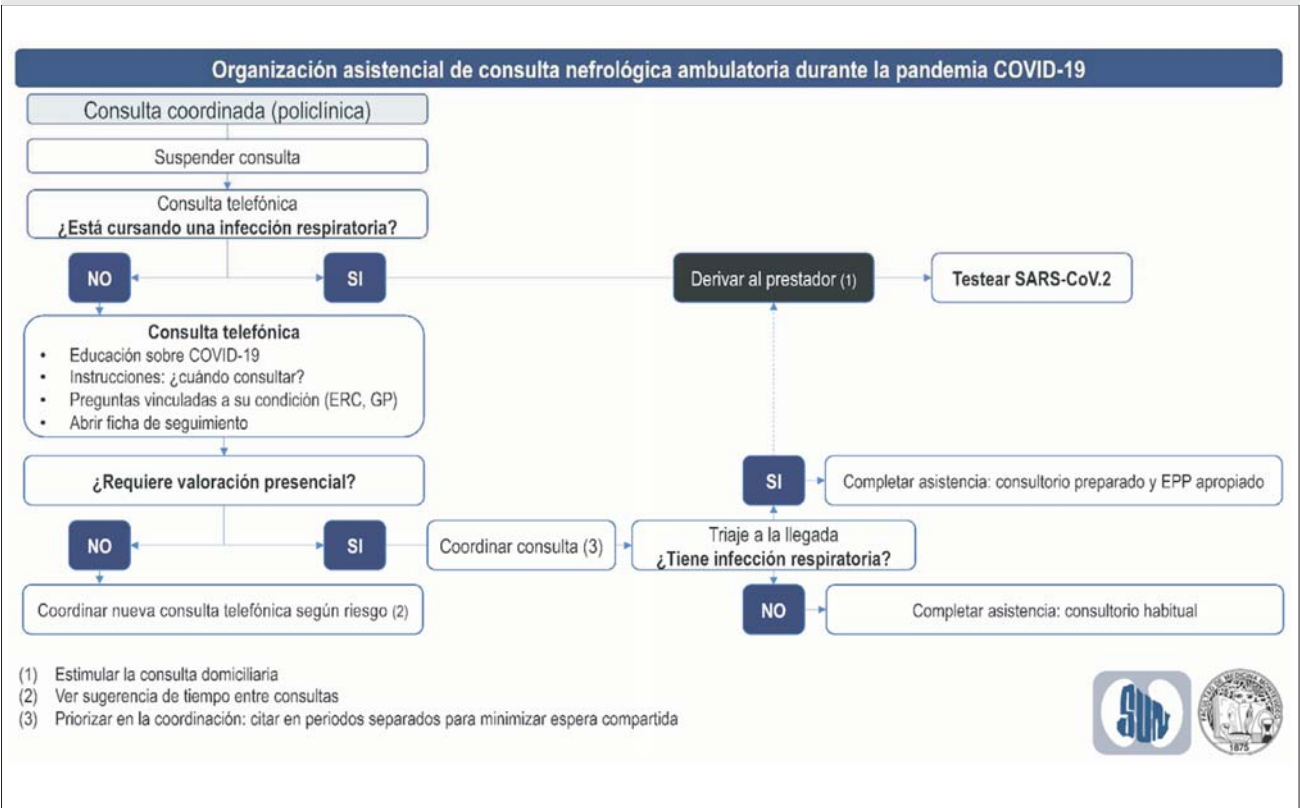 Organización asistencial de consulta nefrológica ambulatoria durante la pandemia COVID-19
Consulta coordinada (policlínica)
Suspender consulta
Consulta telefónica
¿Está cursando una infección respiratoria?
NO
SI
Derivar al prestador (1)
Testear SARS-CoV.2
Consulta telefónica
• Educación sobre COVID-19
• Instrucciones: ¿cuándo consultar?
• Preguntas vinculadas a su condición (ERC, GP)
• Abrir ficha de seguimiento
¿Requiere valoración presencial?
NO
SI
Coordinar consulta (3)
Triaje a la llegada
¿Tiene infección respiratoria?
SI
Completar asistencia: consultorio preparado y EPP apropiado
NO
Completar asistencia: consultorio habitual
Coordinar nueva consulta telefónica según riesgo (2)
(1) Estimular la consulta domiciliaria
(2) Ver sugerencia de tiempo entre consultas
(3) Priorizar en la coordinación: citar en periodos separados para minimizar espera compartida
SUN
FACULTAD DE MEDICINA MONTEVIDEO
1875